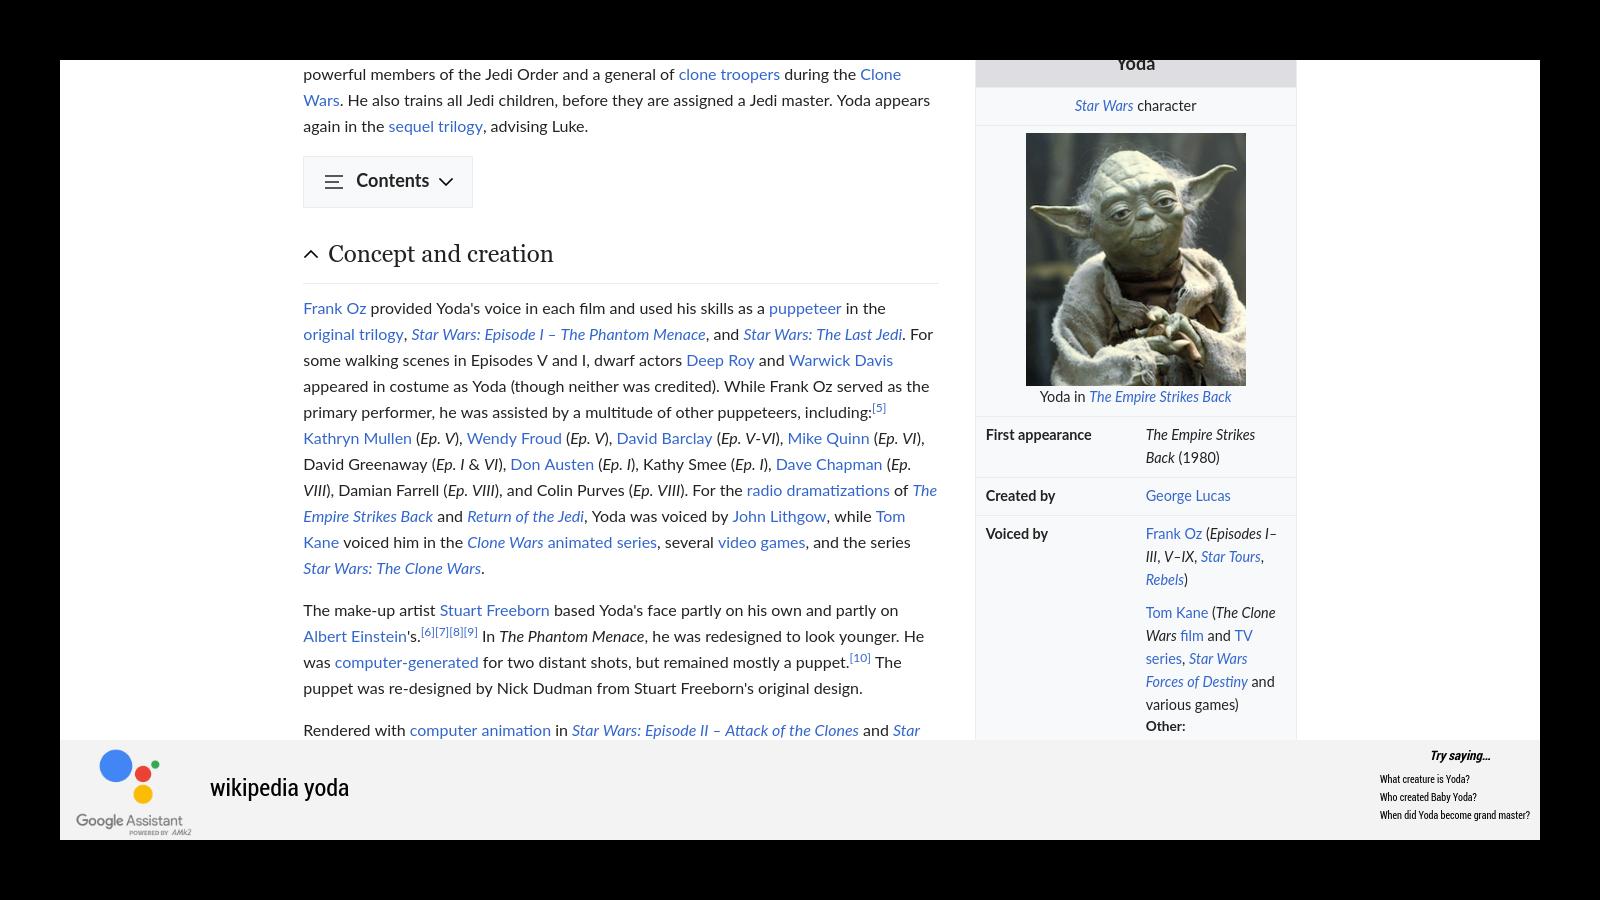 powerful members of the Jedi Order and a general of clone troopers during the Clone
Wars. He also trains all Jedi children, before they are assigned a Jedi master. Yoda appears
again in the sequel trilogy, advising Luke.
Contents
Concept and creation
Frank Oz provided Yoda's voice in each film and used his skills as a puppeteer in the
original trilogy, Star Wars: Episode I – The Phantom Menace, and Star Wars: The Last Jedi. For
some walking scenes in Episodes V and I, dwarf actors Deep Roy and Warwick Davis
appeared in costume as Yoda (though neither was credited). While Frank Oz served as the
primary performer, he was assisted by a multitude of other puppeteers, including:[5]
Kathryn Mullen (Ep. V), Wendy Froud (Ep. V), David Barclay (Ep. V-VI), Mike Quinn (Ep. VI),
David Greenaway (Ep. I & VI), Don Austen (Ep. I), Kathy Smee (Ep. I), Dave Chapman (Ep.
VIII), Damian Farrell (Ep. VIII), and Colin Purves (Ep. VIII). For the radio dramatizations of The
Empire Strikes Back and Return of the Jedi, Yoda was voiced by John Lithgow, while Tom
Kane voiced him in the Clone Wars animated series, several video games, and the series
Star Wars: The Clone Wars.
The make-up artist Stuart Freeborn based Yoda's face partly on his own and partly on
Albert Einstein's.[6][7][8][9] In The Phantom Menace, he was redesigned to look younger. He
was computer-generated for two distant shots, but remained mostly a puppet.[10] The
puppet was re-designed by Nick Dudman from Stuart Freeborn's original design.
Rendered with computer animation in Star Wars: Episode II – Attack of the Clones and Star
Yoda
Star Wars character
Yoda in The Empire Strikes Back
First appearance
The Empire Strikes
Back (1980)
Created by
George Lucas
Voiced by
Frank Oz (Episodes I–
III, V–IX, Star Tours,
Rebels)
Tom Kane (The Clone
Wars film and TV
series, Star Wars
Forces of Destiny and
various games)
Other:
Google Assistant
POWERED BY AMk2
wikipedia yoda
Try saying...
What creature is Yoda?
Who created Baby Yoda?
When did Yoda become grand master?